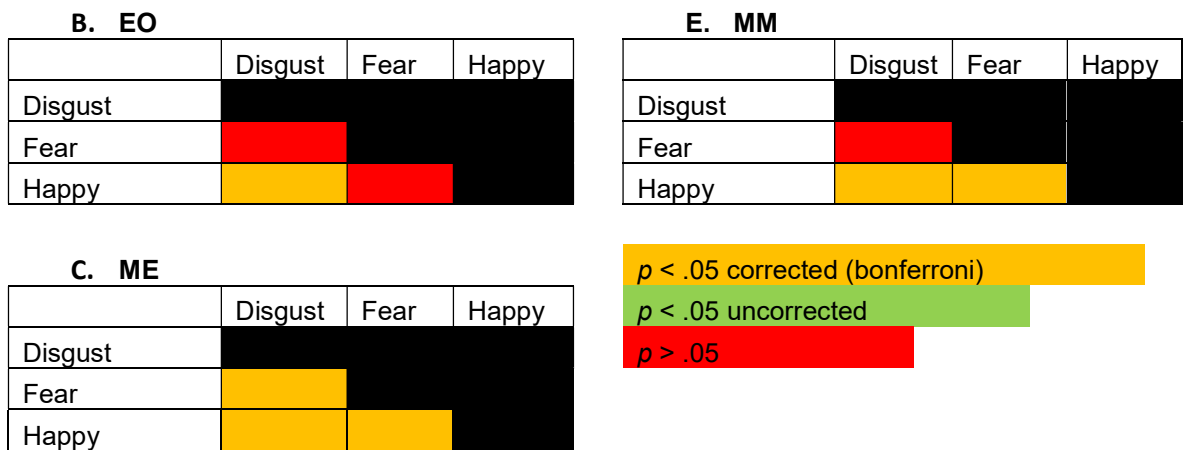 B. EO
Disgust Fear Happy
Disgust
Fear
Happy
E. MM
Disgust Fear Happy
Disgust
Fear
Happy
C. ME
Disgust Fear Happy
Disgust
Fear
Happy
p < .05 corrected (bonferroni)
p < .05 uncorrected
p > .05